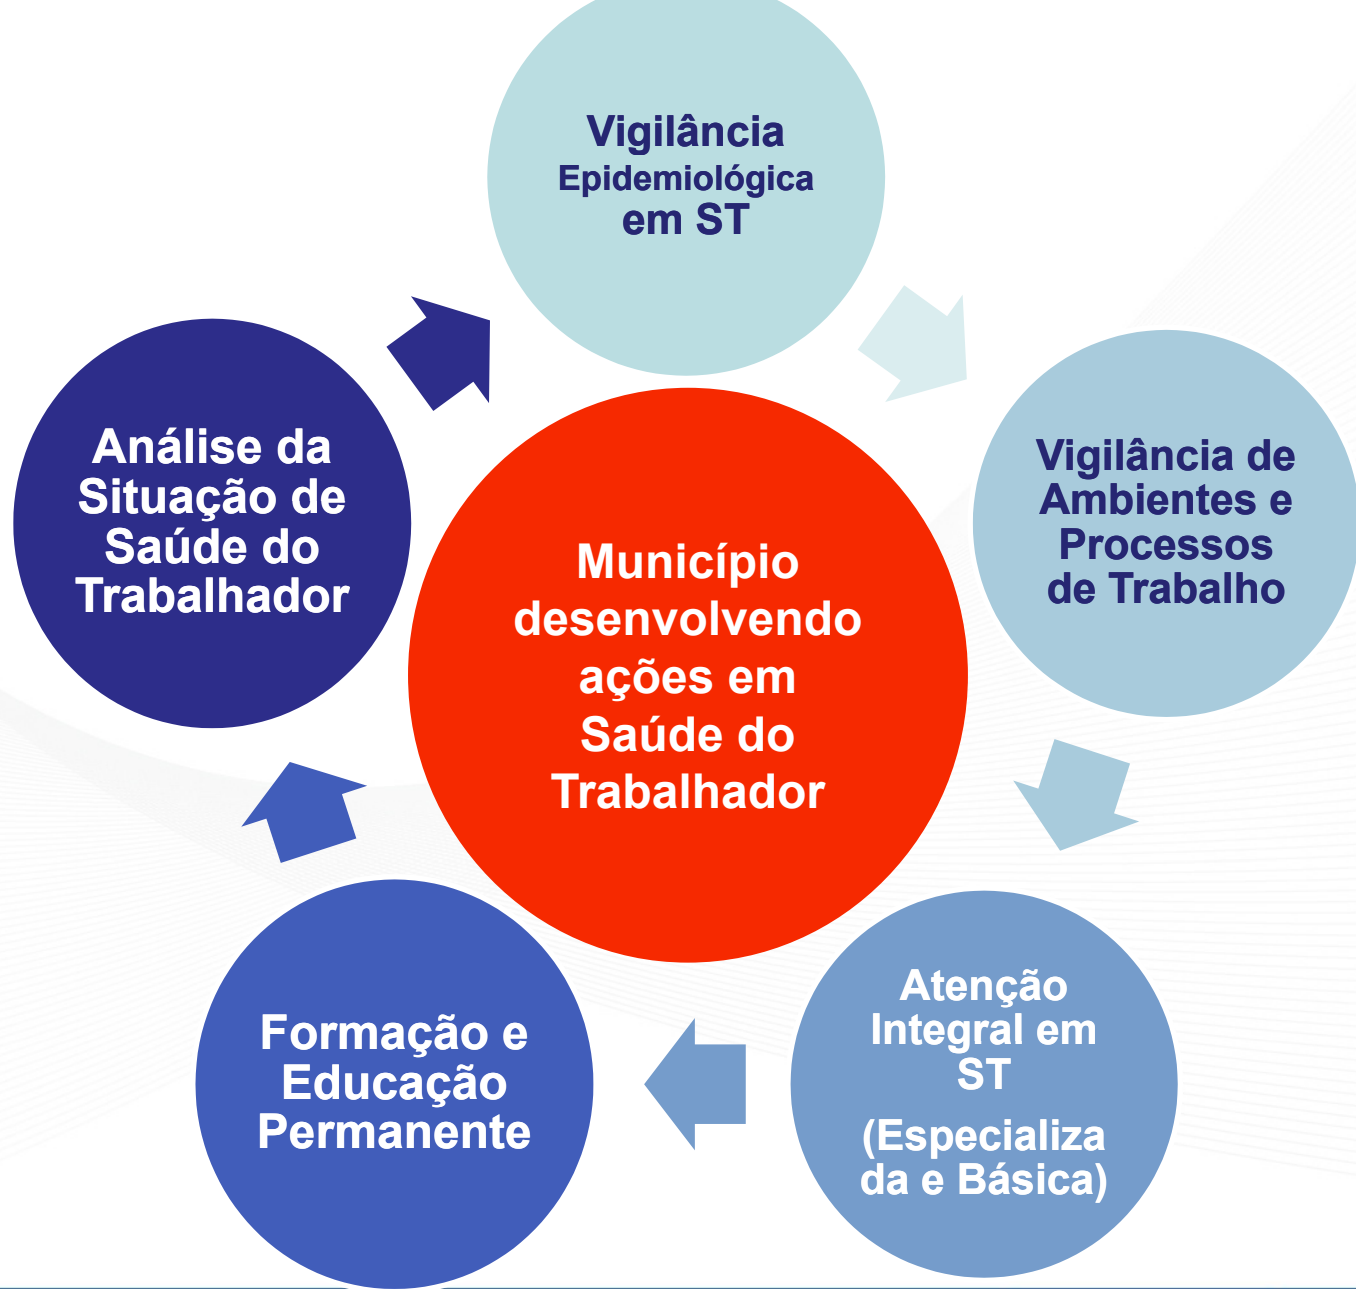 Vigilância
Epidemiológica
em ST
Vigilância de
Ambientes e
Processos
de Trabalho
Atenção
Integral em
ST
(Especializa
da e Básica)
Formação e
Educação
Permanente
Análise da
Situação de
Saúde do
Trabalhador
Município
desenvolvendo
ações em
Saúde do
Trabalhador